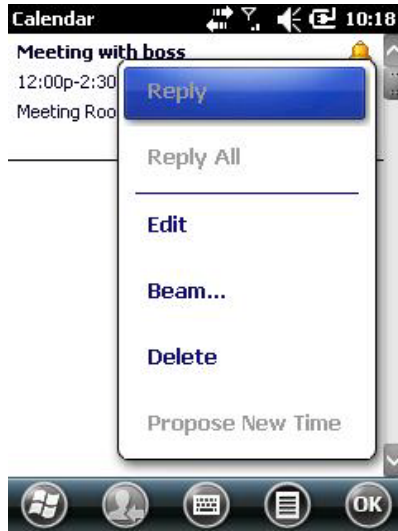 Calendar 10:18
Meeting with boss
12:00p-2:30
Meeting Roo
Reply
Reply All
Edit
Beam...
Delete
Propose New Time
OK